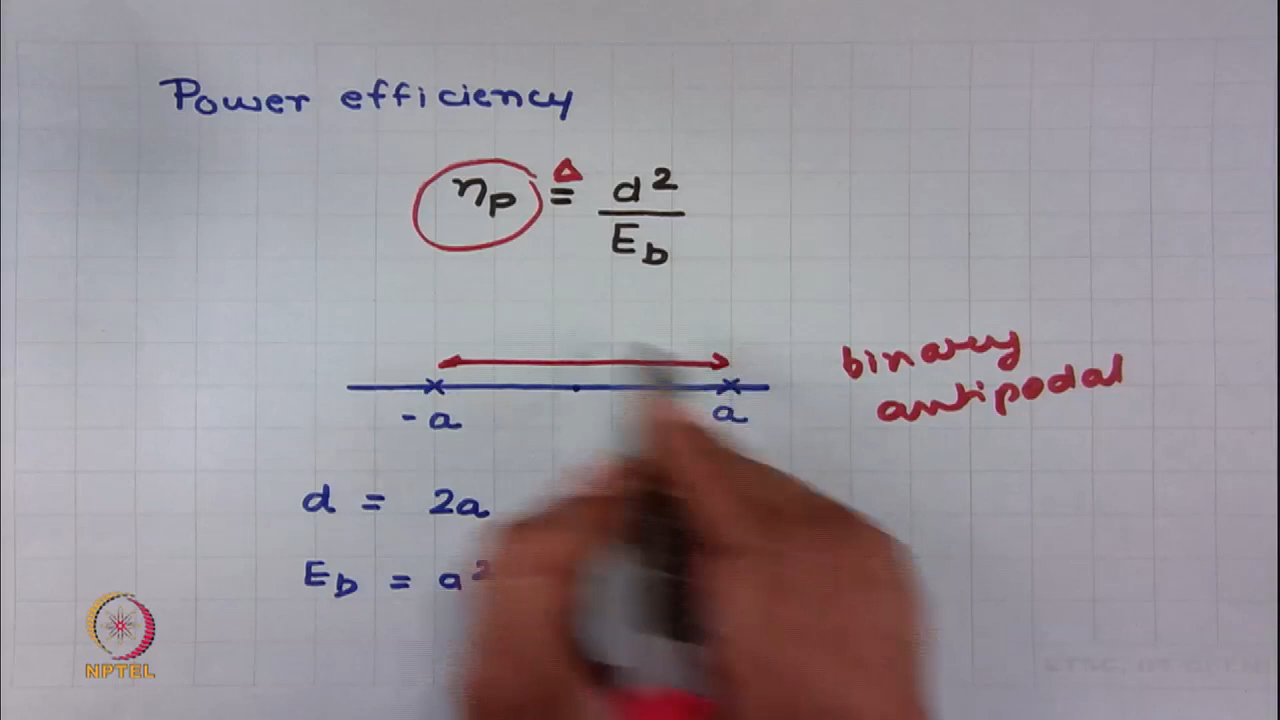 Power efficiency
ηp ≜ d²/Eb
binary
antipodal
-a a
d = 2a
Eb = a²
NPTEL